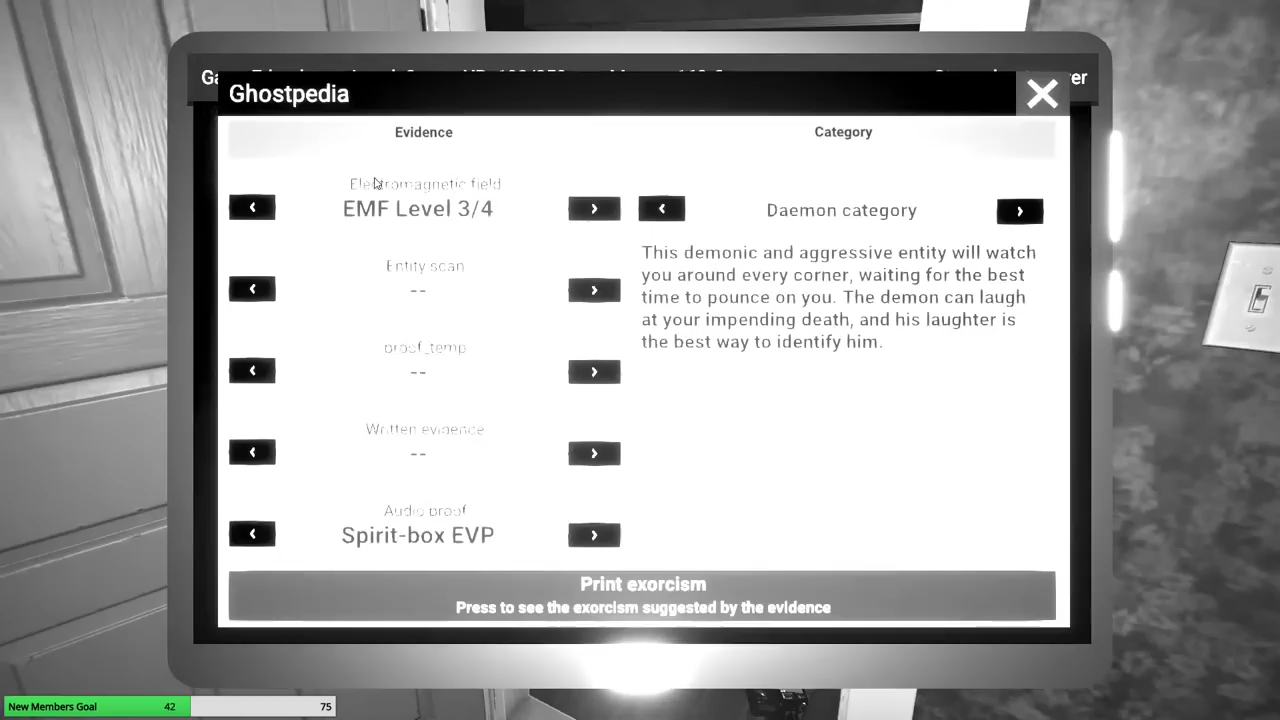 Ghostpedia
Evidence
Category
Electromagnetic field
EMF Level 3/4
Daemon category
This demonic and aggressive entity will watch
you around every corner, waiting for the best
time to pounce on you. The demon can laugh
at your impending death, and his laughter is
the best way to identify him.
Entity scan
--
proof_temp
--
Written evidence
--
Audio proof
Spirit-box EVP
Print exorcism
Press to see the exorcism suggested by the evidence
New Members Goal 42 75